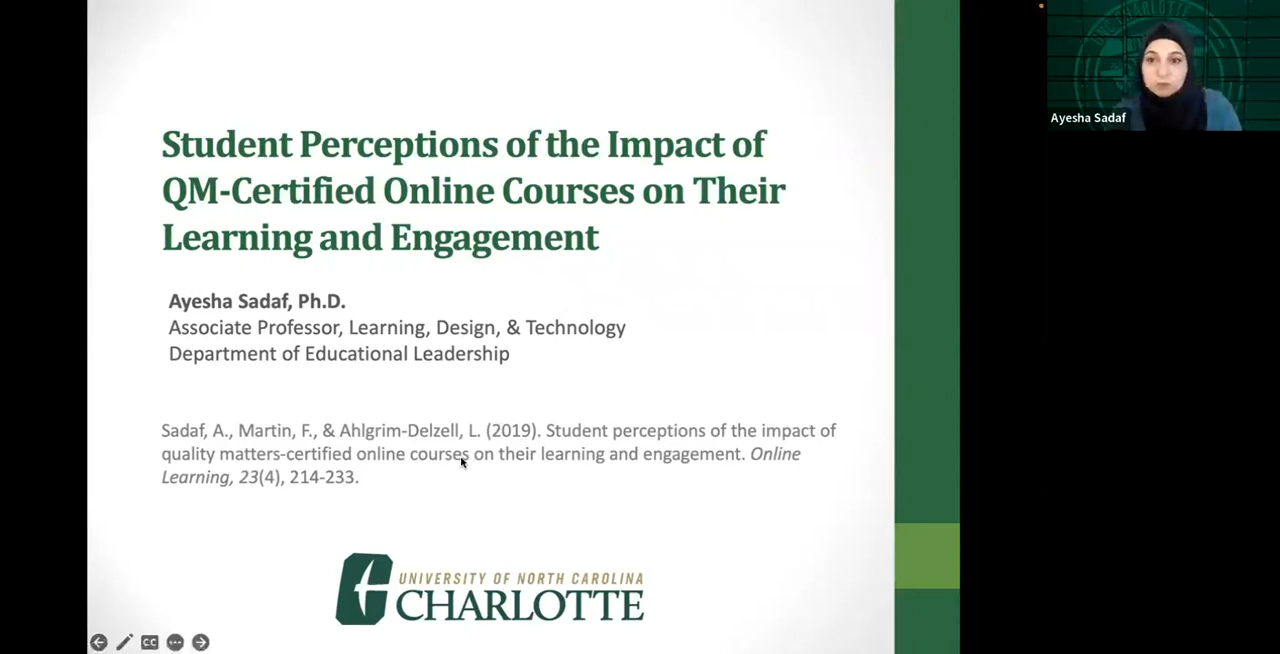 Student Perceptions of the Impact of
QM-Certified Online Courses on Their
Learning and Engagement
Ayesha Sadaf, Ph.D.
Associate Professor, Learning, Design, & Technology
Department of Educational Leadership
Sadaf, A., Martin, F., & Ahlgrim-Delzell, L. (2019). Student perceptions of the impact of
quality matters-certified online courses on their learning and engagement. Online
Learning, 23(4), 214-233.
UNIVERSITY OF NORTH CAROLINA
CHARLOTTE
CC
UNC CHARLOTTE
Ayesha Sadaf